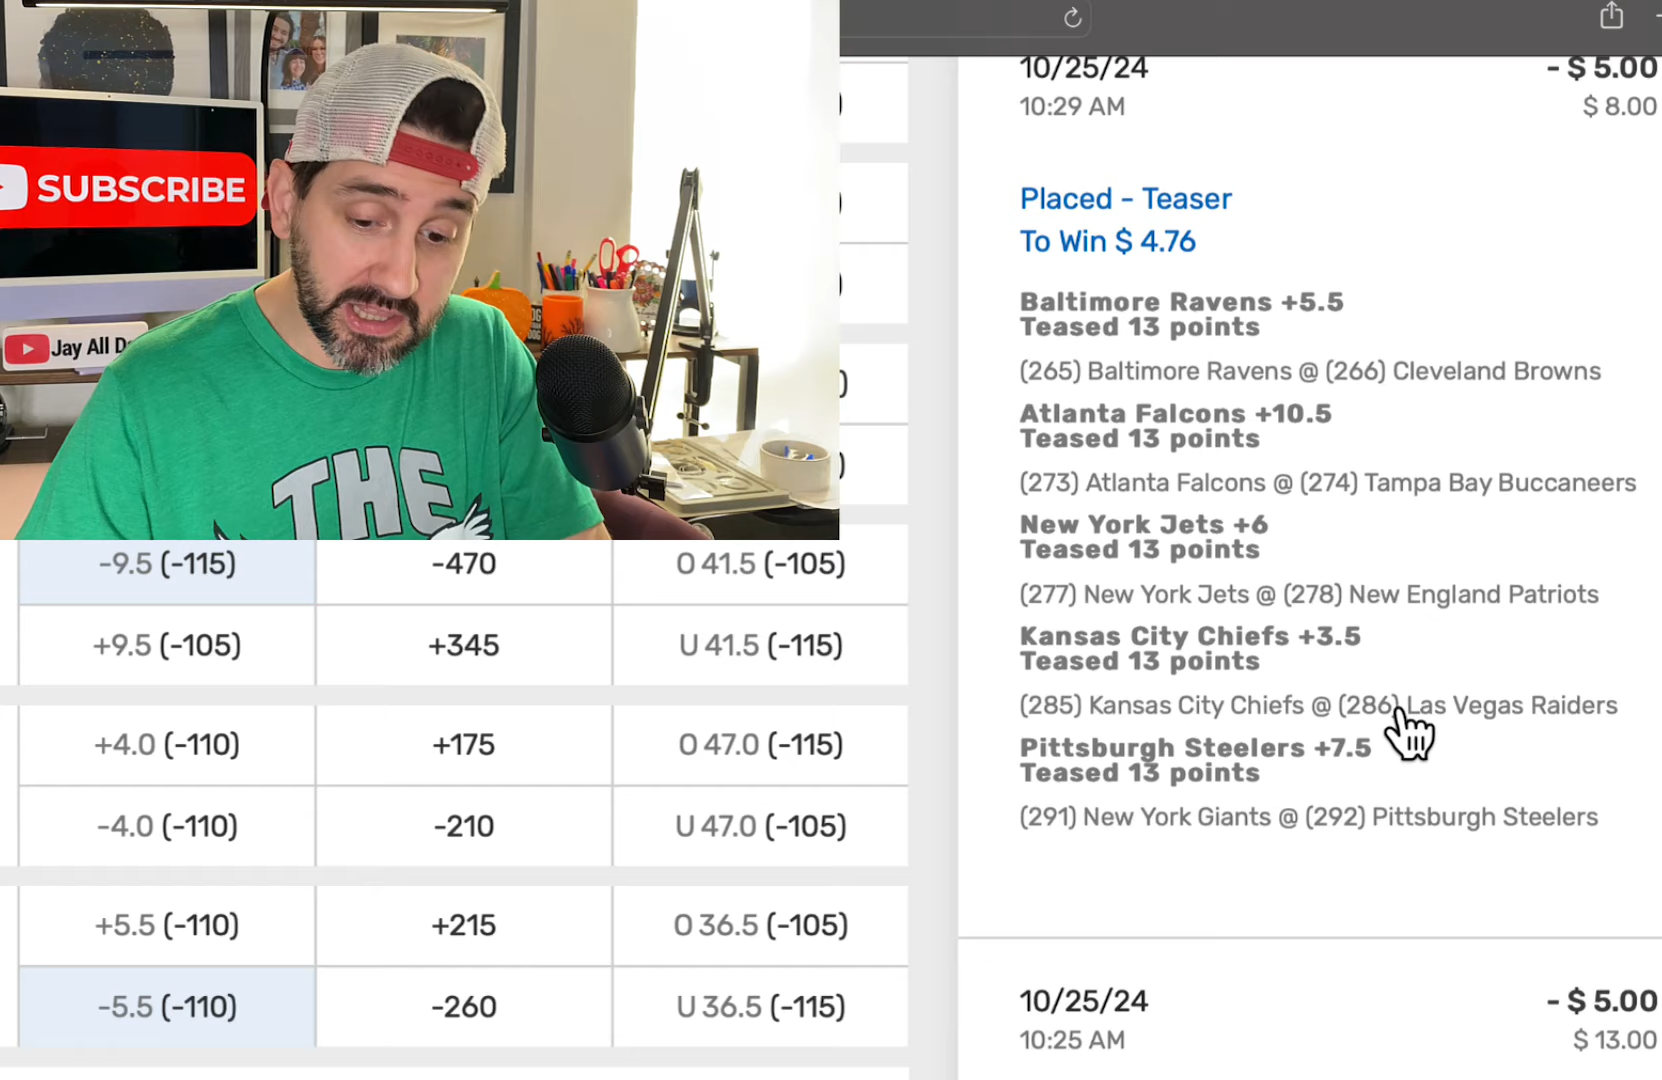 SUBSCRIBE
Jay All D
THE
-9.5 (-115) -470 O 41.5 (-105)
+9.5 (-105) +345 U 41.5 (-115)
+4.0 (-110) +175 O 47.0 (-115)
-4.0 (-110) -210 U 47.0 (-105)
+5.5 (-110) +215 O 36.5 (-105)
-5.5 (-110) -260 U 36.5 (-115)
10/25/24 - $ 5.00
10:29 AM $ 8.00
Placed - Teaser
To Win $ 4.76
Baltimore Ravens +5.5
Teased 13 points
(265) Baltimore Ravens @ (266) Cleveland Browns
Atlanta Falcons +10.5
Teased 13 points
(273) Atlanta Falcons @ (274) Tampa Bay Buccaneers
New York Jets +6
Teased 13 points
(277) New York Jets @ (278) New England Patriots
Kansas City Chiefs +3.5
Teased 13 points
(285) Kansas City Chiefs @ (286) Las Vegas Raiders
Pittsburgh Steelers +7.5
Teased 13 points
(291) New York Giants @ (292) Pittsburgh Steelers
10/25/24 - $ 5.00
10:25 AM $ 13.00